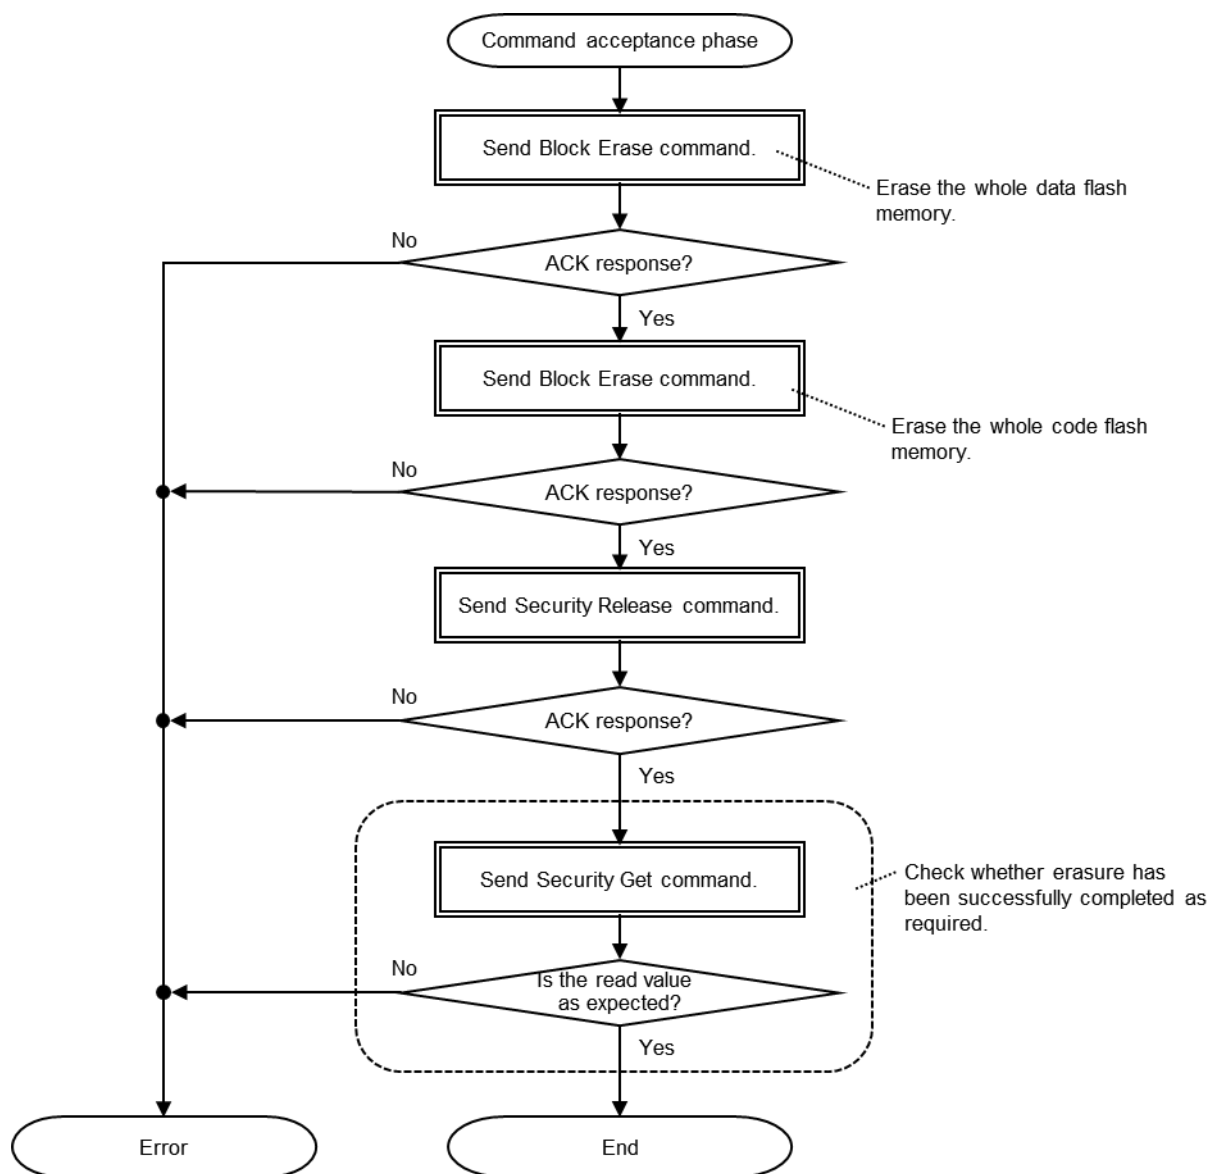 Command acceptance phase
Send Block Erase command.
Erase the whole data flash
memory.
No
ACK response?
Yes
Send Block Erase command.
Erase the whole code flash
memory.
No
ACK response?
Yes
Send Security Release command.
No
ACK response?
Yes
Send Security Get command.
Check whether erasure has
been successfully completed as
required.
No
Is the read value
as expected?
Yes
Error
End